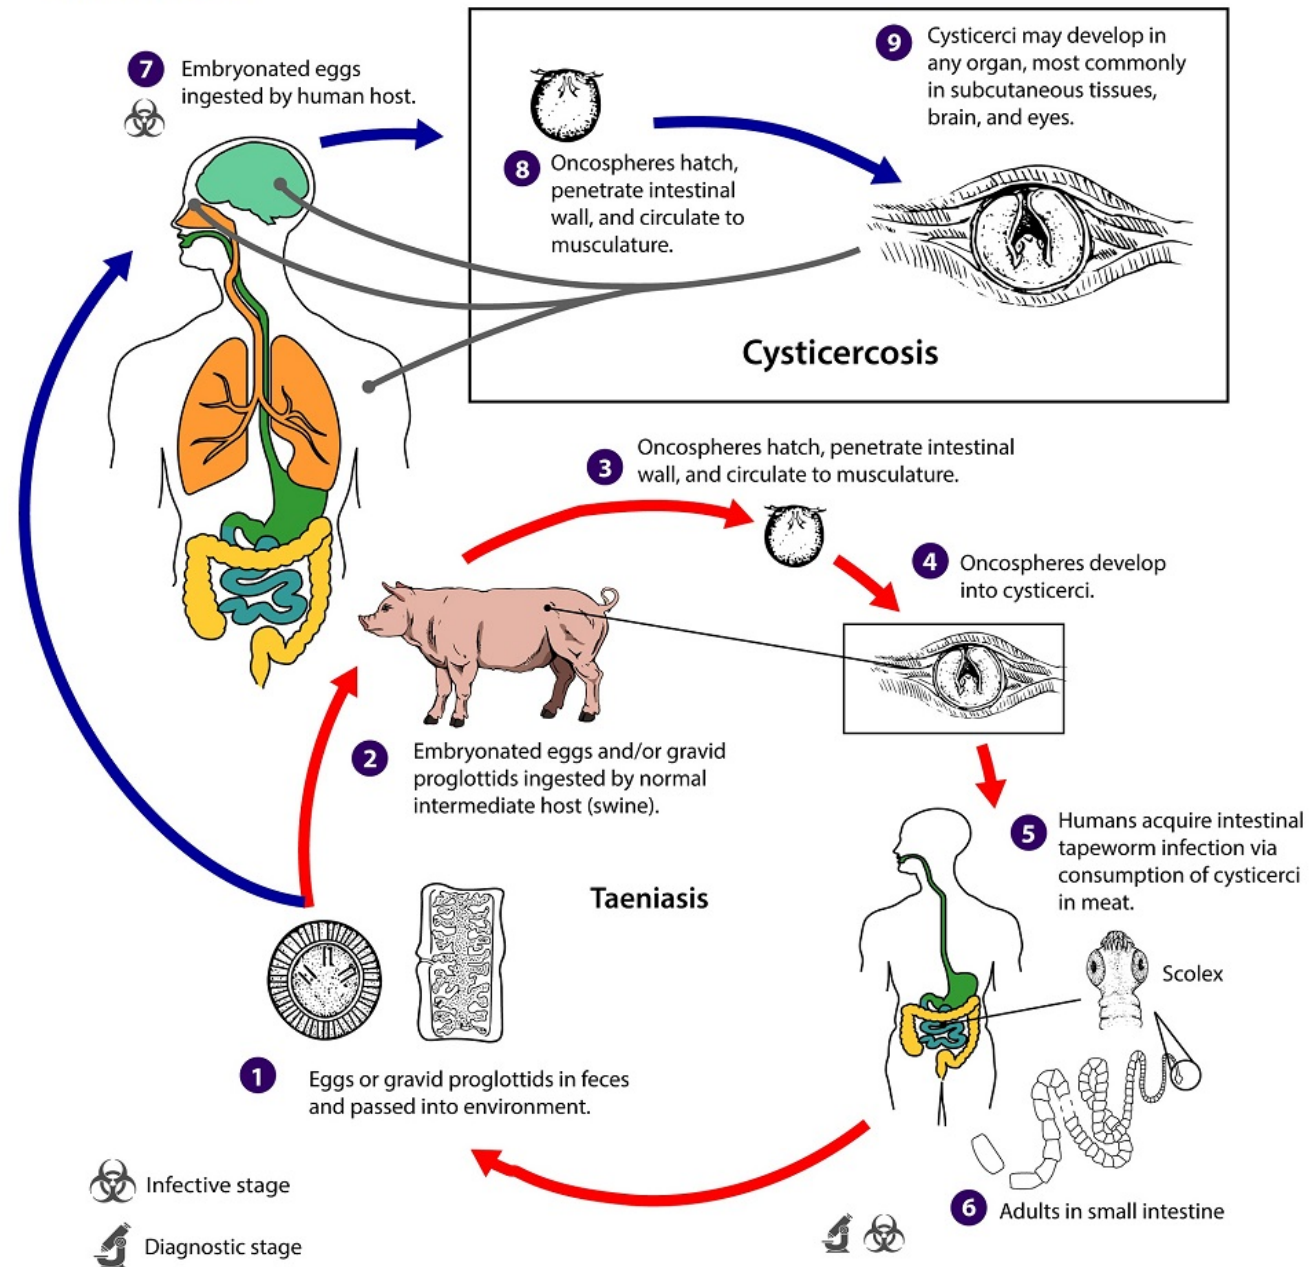 7
Embryonated eggs
ingested by human host.
8
Oncospheres hatch,
penetrate intestinal
wall, and circulate to
musculature.
9
Cysticerci may develop in
any organ, most commonly
in subcutaneous tissues,
brain, and eyes.
Cysticercosis
3
Oncospheres hatch, penetrate intestinal
wall, and circulate to musculature.
4
Oncospheres develop
into cysticerci.
2
Embryonated eggs and/or gravid
proglottids ingested by normal
intermediate host (swine).
5
Humans acquire intestinal
tapeworm infection via
consumption of cysticerci
in meat.
Taeniasis
Scolex
1
Eggs or gravid proglottids in feces
and passed into environment.
6
Adults in small intestine
Infective stage
Diagnostic stage